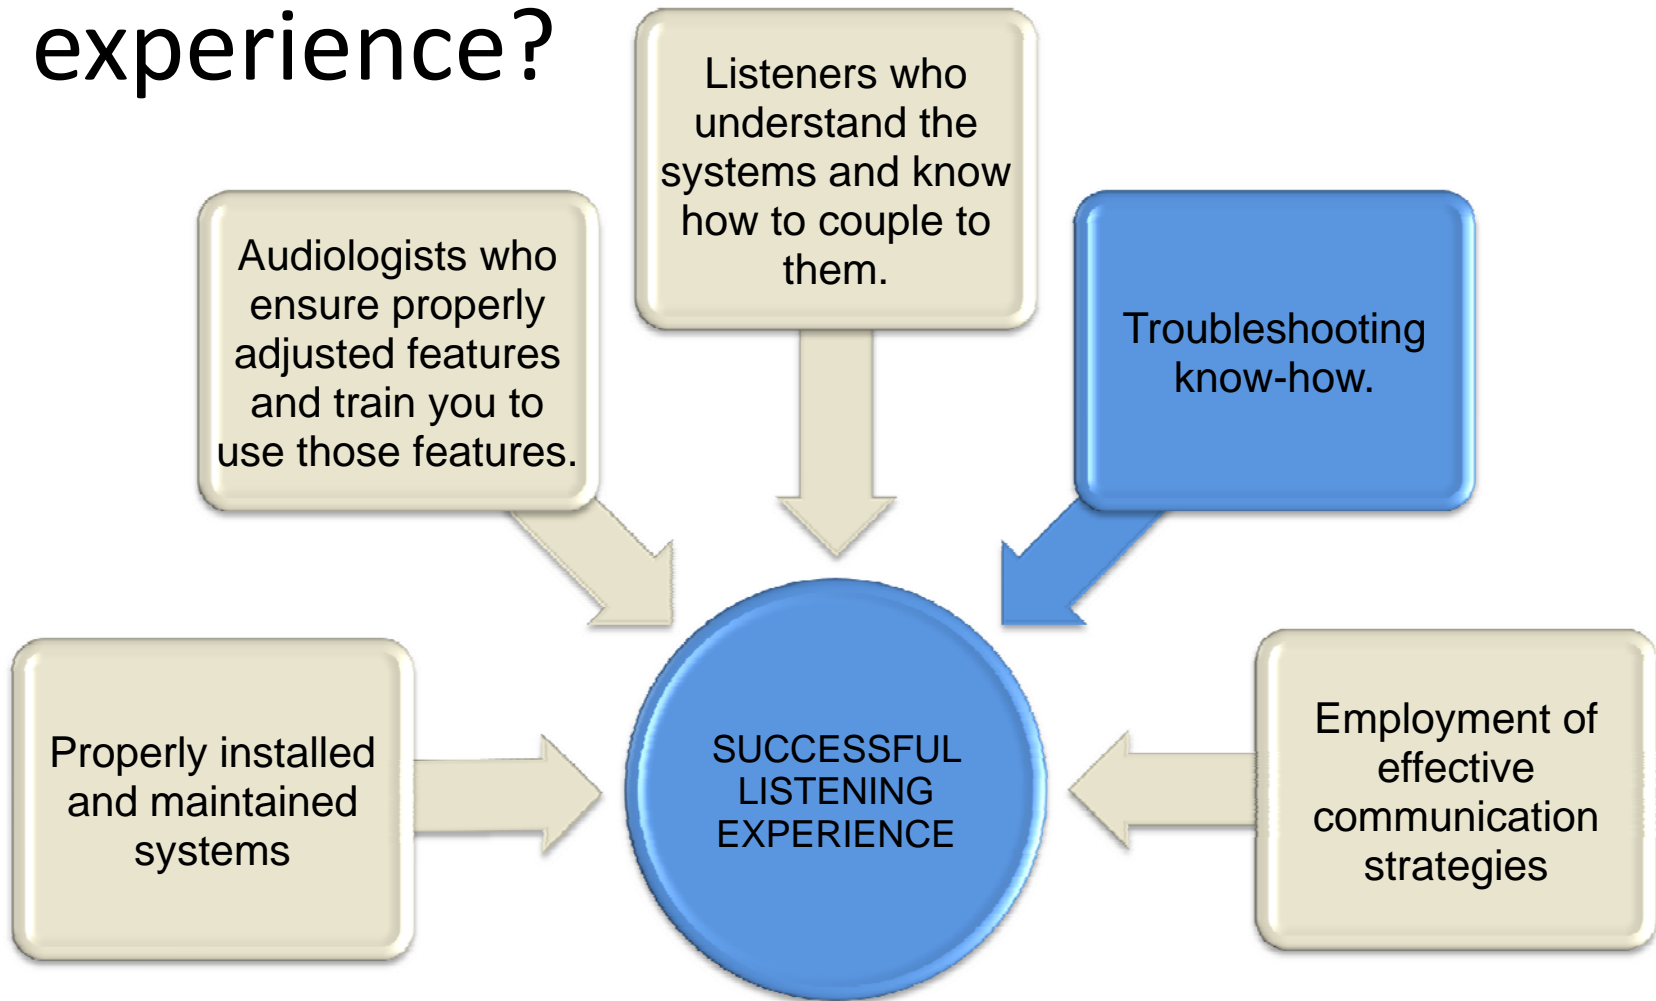 experience?
Listeners who
understand the
systems and know
how to couple to
them.
Audiologists who
ensure properly
adjusted features
and train you to
use those features.
Troubleshooting
know-how.
Properly installed
and maintained
systems
SUCCESSFUL
LISTENING
EXPERIENCE
Employment of
effective
communication
strategies